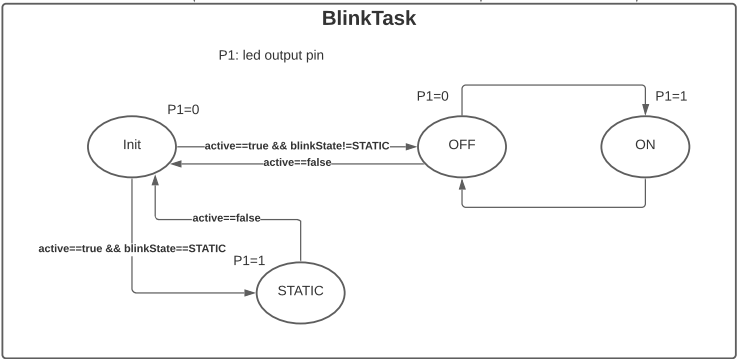 BlinkTask
P1: led output pin
P1=0
P1=0
P1=1
Init
active==true && blinkState!=STATIC
OFF
ON
active==false
active==false
active==true && blinkState==STATIC
P1=1
STATIC